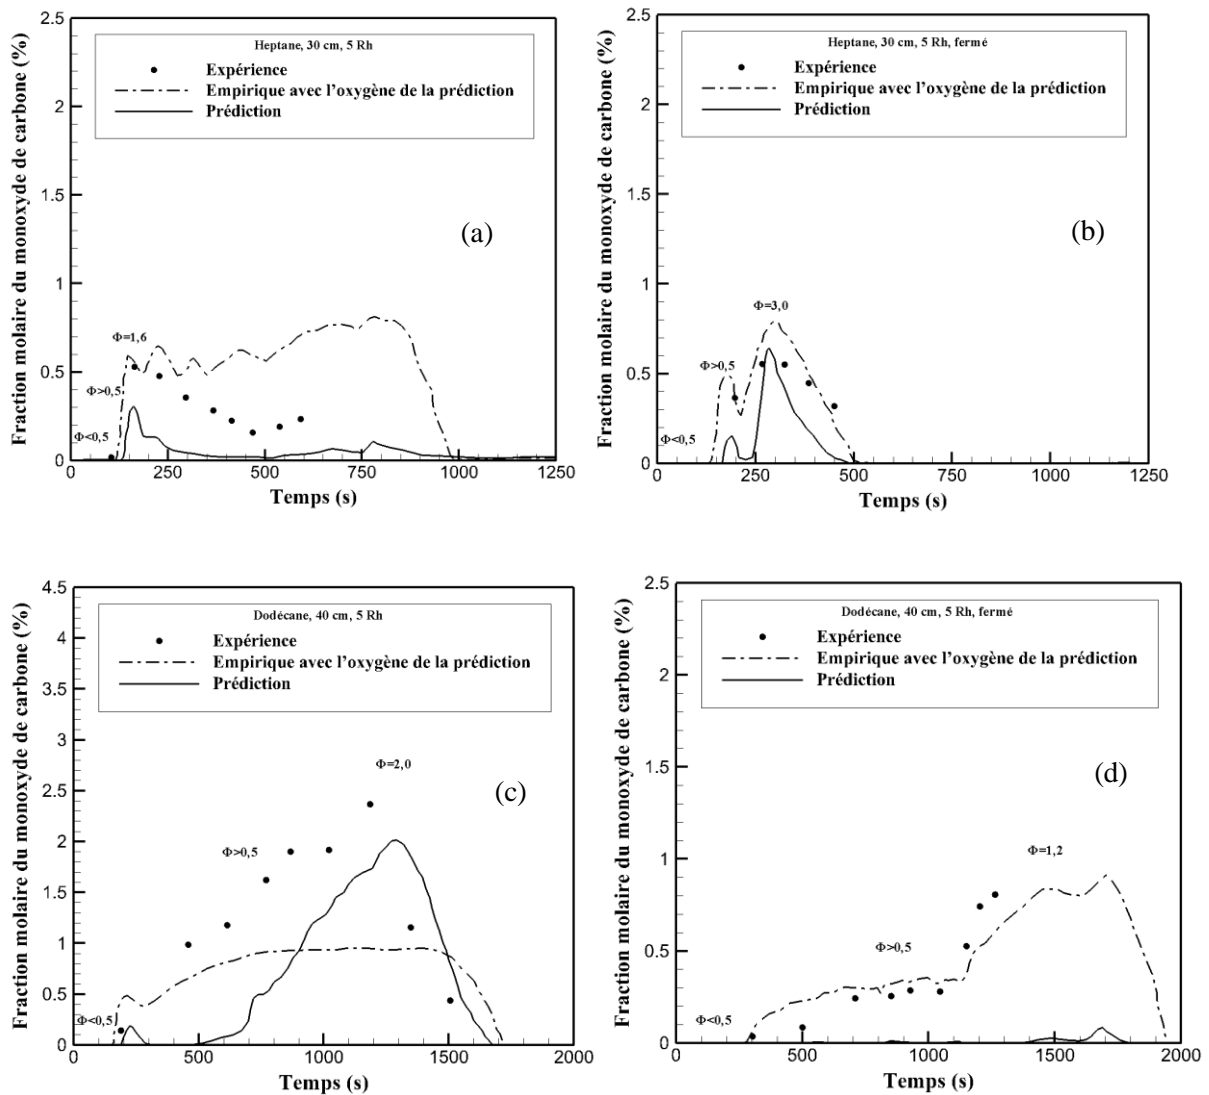 Fraction molaire du monoxyde de carbone (%)
2.5
2
1.5
1
0.5
0
Heptane, 30 cm, 5 Rh
Expérience
Empirique avec l'oxygène de la prédiction
Prédiction
(a)
Φ=1,6
Φ>0,5
Φ<0,5
0 250 500 750 1000 1250
Temps (s)
Fraction molaire du monoxyde de carbone (%)
2.5
2
1.5
1
0.5
0
Heptane, 30 cm, 5 Rh, fermé
Expérience
Empirique avec l'oxygène de la prédiction
Prédiction
(b)
Φ=3,0
Φ>0,5
Φ<0,5
0 250 500 750 1000 1250
Temps (s)
Fraction molaire du monoxyde de carbone (%)
4.5
4
3.5
3
2.5
2
1.5
1
0.5
0
Dodécane, 40 cm, 5 Rh
Expérience
Empirique avec l'oxygène de la prédiction
Prédiction
Φ=2,0
(c)
Φ>0,5
Φ<0,5
500 1000 1500 2000
Temps (s)
Fraction molaire du monoxyde de carbone (%)
2.5
2
1.5
1
0.5
0
Dodécane, 40 cm, 5 Rh, fermé
Expérience
Empirique avec l'oxygène de la prédiction
Prédiction
(d)
Φ=1,2
Φ>0,5
Φ<0,5
0 500 1000 1500 2000
Temps (s)